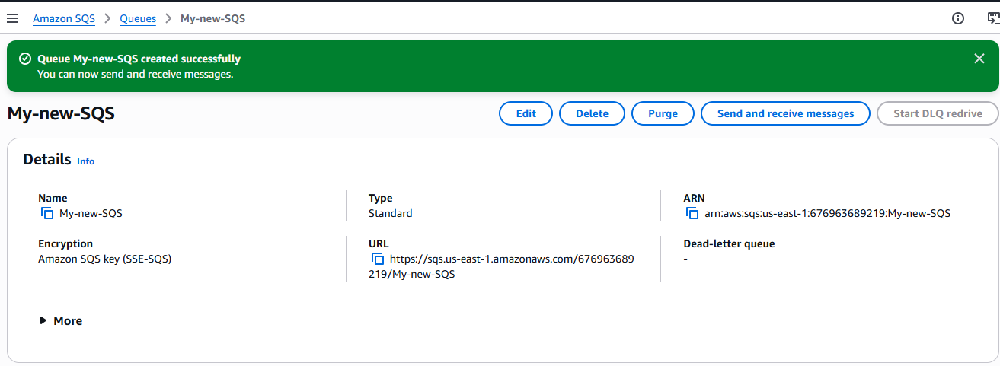 Amazon SQS > Queues > My-new-SQS
Queue My-new-SQS created successfully
You can now send and receive messages.
My-new-SQS
Edit Delete Purge Send and receive messages Start DLQ redrive
Details Info
Name Type ARN
My-new-SQS Standard arn:aws:sqs:us-east-1:676963689219:My-new-SQS
Encryption URL Dead-letter queue
Amazon SQS key (SSE-SQS) https://sqs.us-east-1.amazonaws.com/676963689 -
219/My-new-SQS
More